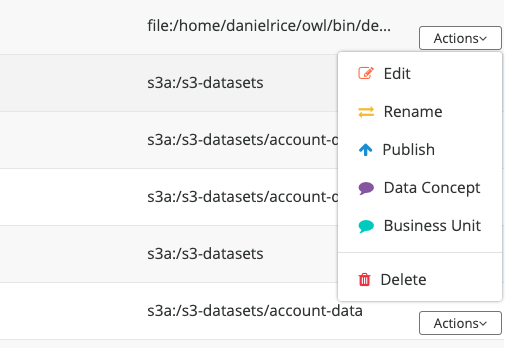 file:/home/danielrice/owl/bin/de...
Actions
s3a:/s3-datasets
Edit
Rename
s3a:/s3-datasets/account-d
Publish
Data Concept
s3a:/s3-datasets/account-d
Business Unit
s3a:/s3-datasets
Delete
s3a:/s3-datasets/account-data
Actions